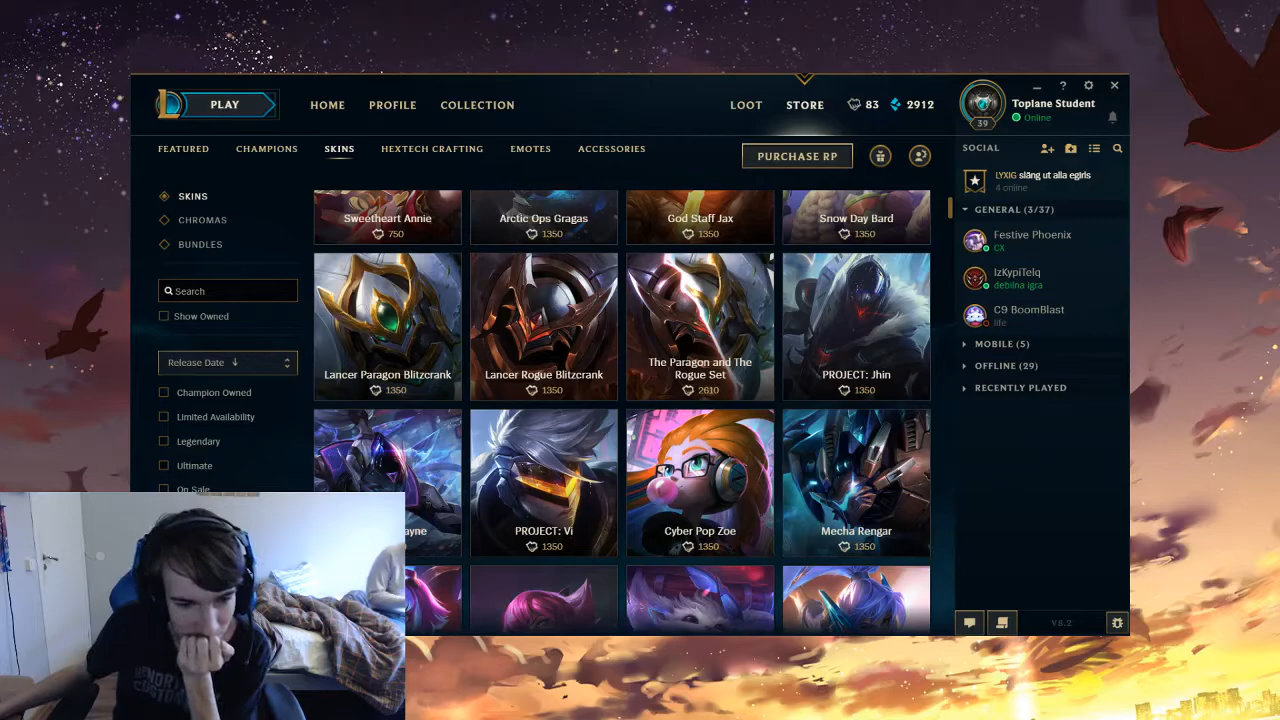 PLAY
HOME
PROFILE
COLLECTION
LOOT
STORE
83
2912
39
Toplane Student
Online
FEATURED
CHAMPIONS
SKINS
HEXTECH CRAFTING
EMOTES
ACCESSORIES
PURCHASE RP
SOCIAL
LYXIG släng ut alla egirls
4 online
GENERAL (3/37)
Festive Phoenix
CX
IzKypiTelq
debilna igra
C9 BoomBlast
life
MOBILE (5)
OFFLINE (29)
RECENTLY PLAYED
SKINS
CHROMAS
BUNDLES
Search
Show Owned
Release Date
Champion Owned
Limited Availability
Legendary
Ultimate
On Sale
Sweetheart Annie
750
Arctic Ops Gragas
1350
God Staff Jax
1350
Snow Day Bard
1350
Lancer Paragon Blitzcrank
1350
Lancer Rogue Blitzcrank
1350
The Paragon and The
Rogue Set
2610
PROJECT: Jhin
1350
ayne
PROJECT: Vi
1350
Cyber Pop Zoe
1350
Mecha Rengar
1350
V8.2